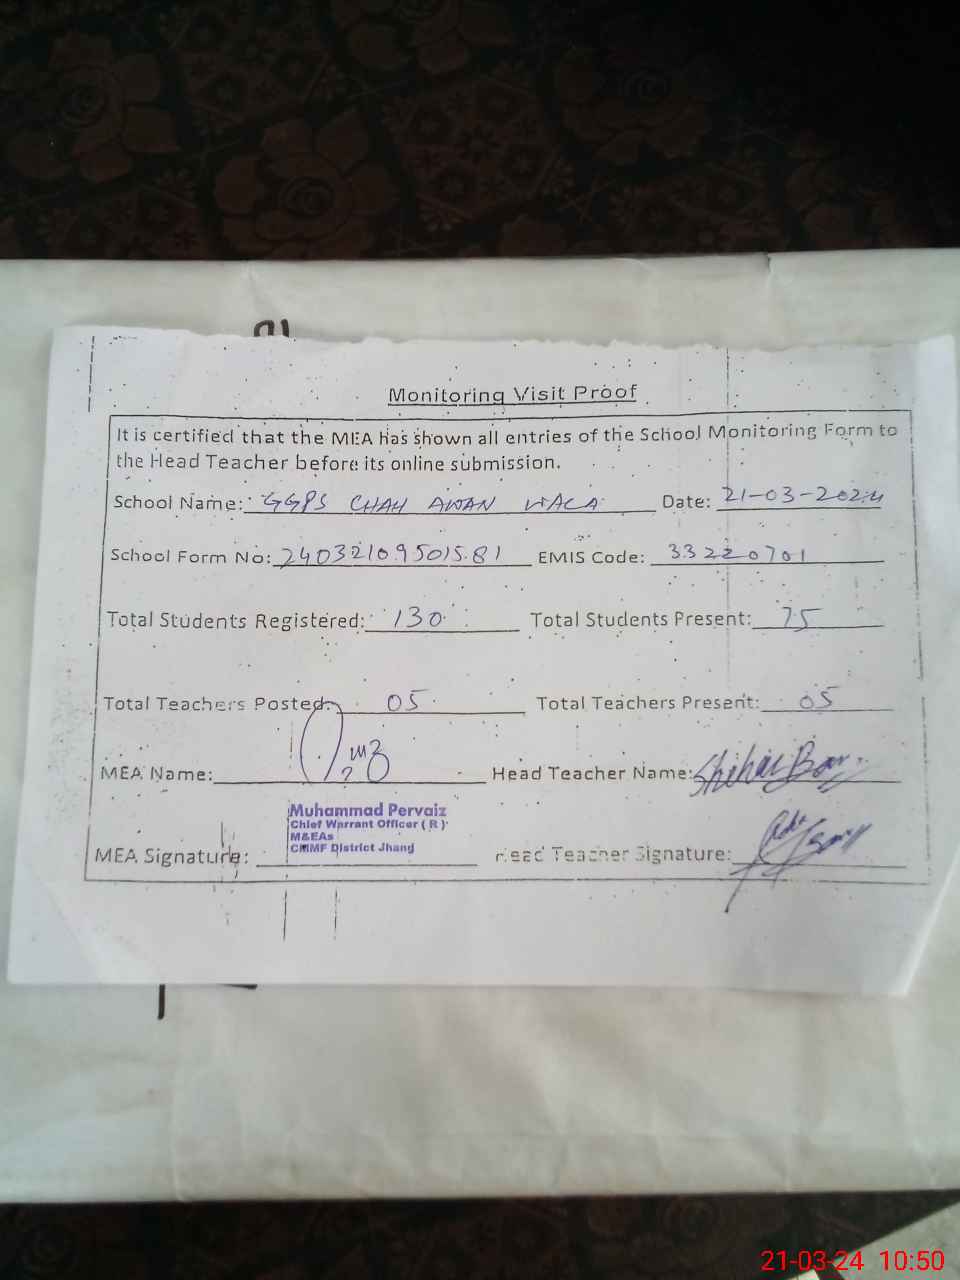 Monitoring Visit Proof
It is certified that the MEA has shown all entries of the School Monitoring Form to
the Head Teacher before its online submission.
School Name: GGPS CHAH AWAN WALA Date: 21-03-2024
School Form No: 24032109501581 EMIS Code: 33220701
Total Students Registered: 130 Total Students Present: 75
Total Teachers Posted: 05 Total Teachers Present: 05
MEA Name: Head Teacher Name:
Muhammad Pervaiz
Chief Warrant Officer ( R )
M&EAs
CMMF District Jhang
MEA Signature: Head Teacher Signature:
21-03-24 10:50